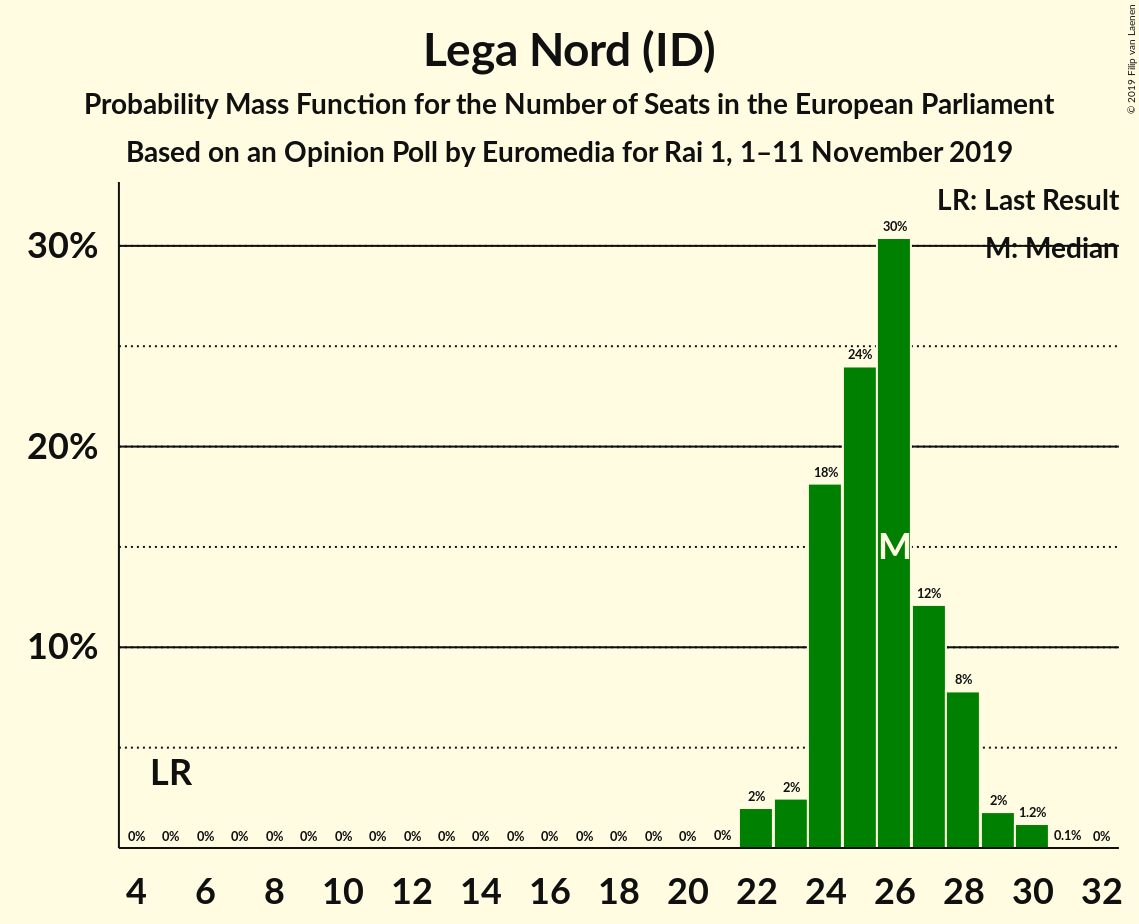 Lega Nord (ID)
Probability Mass Function for the Number of Seats in the European Parliament
Based on an Opinion Poll by Euromedia for Rai 1, 1–11 November 2019
© 2019 Filip van Laenen
LR: Last Result
M: Median
30%
20%
10%
30%
24%
18%
M
12%
8%
LR
0% 0% 0% 0% 0% 0% 0% 0% 0% 0% 0% 0% 0% 0% 0% 0% 0% 0% 2% 2% 2% 1.2% 0.1% 0%
4 6 8 10 12 14 16 18 20 22 24 26 28 30 32